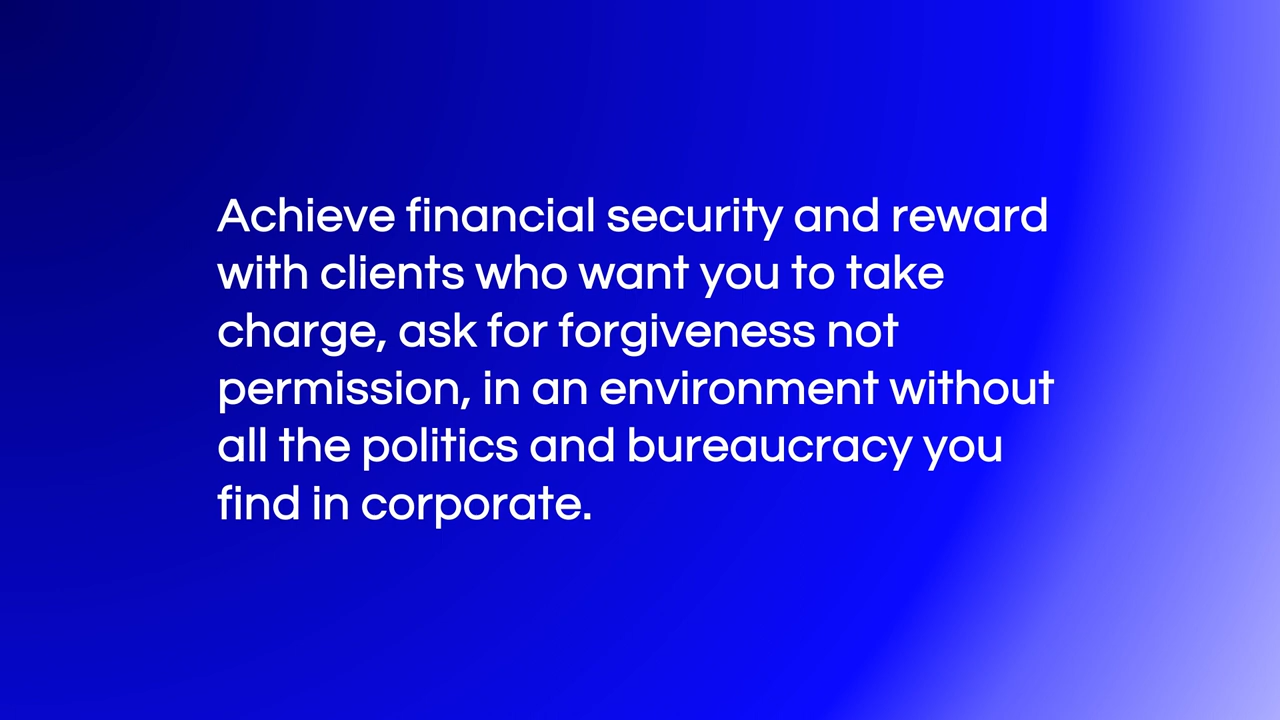 Achieve financial security and reward
with clients who want you to take
charge, ask for forgiveness not
permission, in an environment without
all the politics and bureaucracy you
find in corporate.